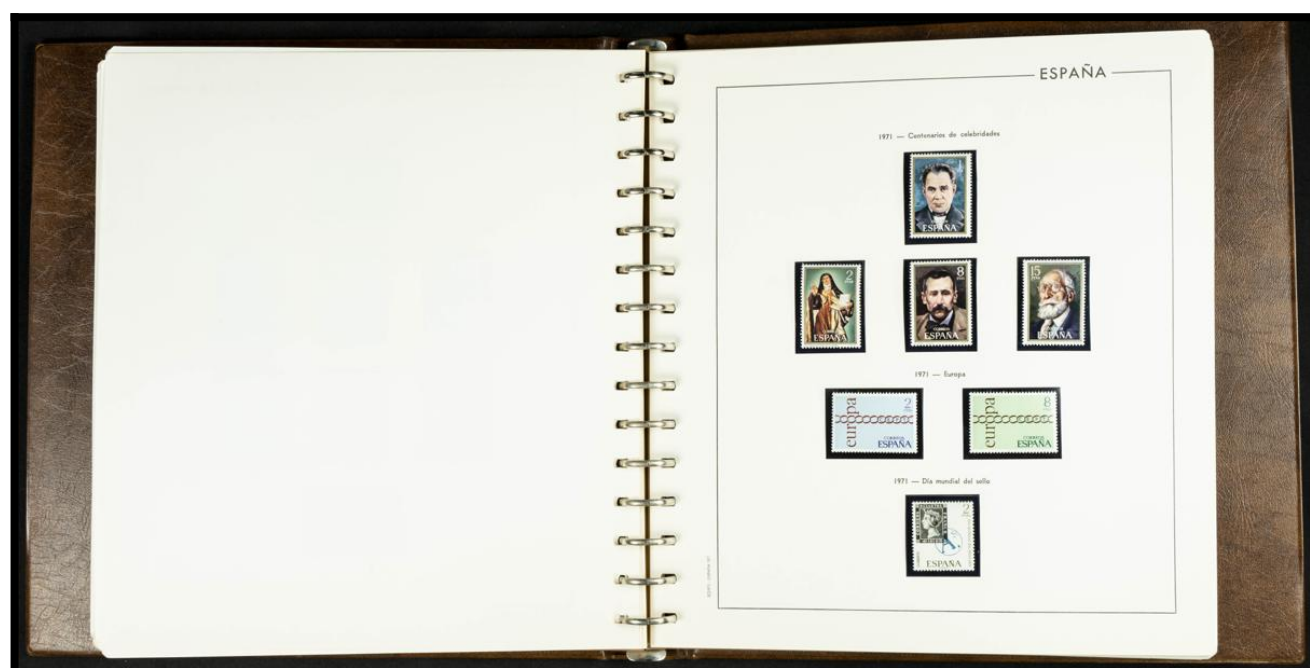 ESPAÑA
1971 — Centenarios de celebridades
1
ESPAÑA
2
ESPAÑA
8
CORREOS
ESPAÑA
15
ESPAÑA
1971 — Europa
europa
2
CORREOS
ESPAÑA
europa
8
CORREOS
ESPAÑA
1971 — Día mundial del sello
2
ESPAÑA